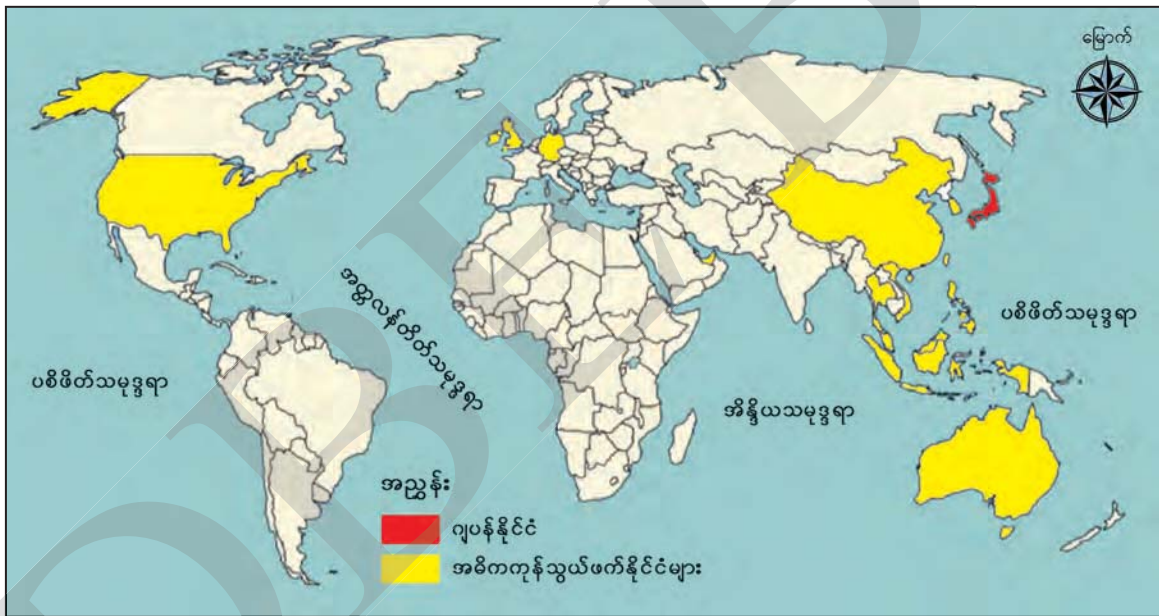 မြောက်
အတ္တလန်တိတ်သမုဒ္ဒရာ
ပစိဖိတ်သမုဒ္ဒရာ
ပစိဖိတ်သမုဒ္ဒရာ
အိန္ဒိယသမုဒ္ဒရာ
အညွှန်း
ဂျပန်နိုင်ငံ
အဓိကကုန်သွယ်ဖက်နိုင်ငံများ